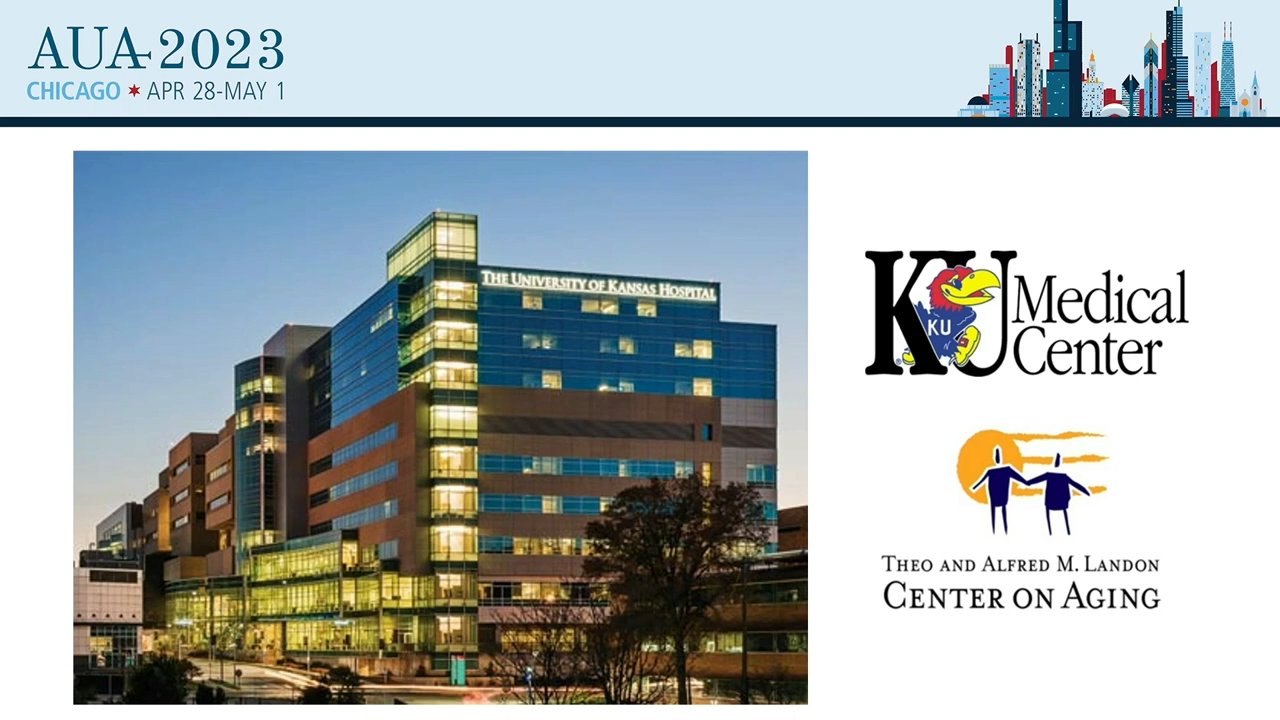 AUA 2023
CHICAGO ✶ APR 28-MAY 1
THE UNIVERSITY OF KANSAS HOSPITAL
KU Medical
Center
KU
THEO AND ALFRED M. LANDON
CENTER ON AGING